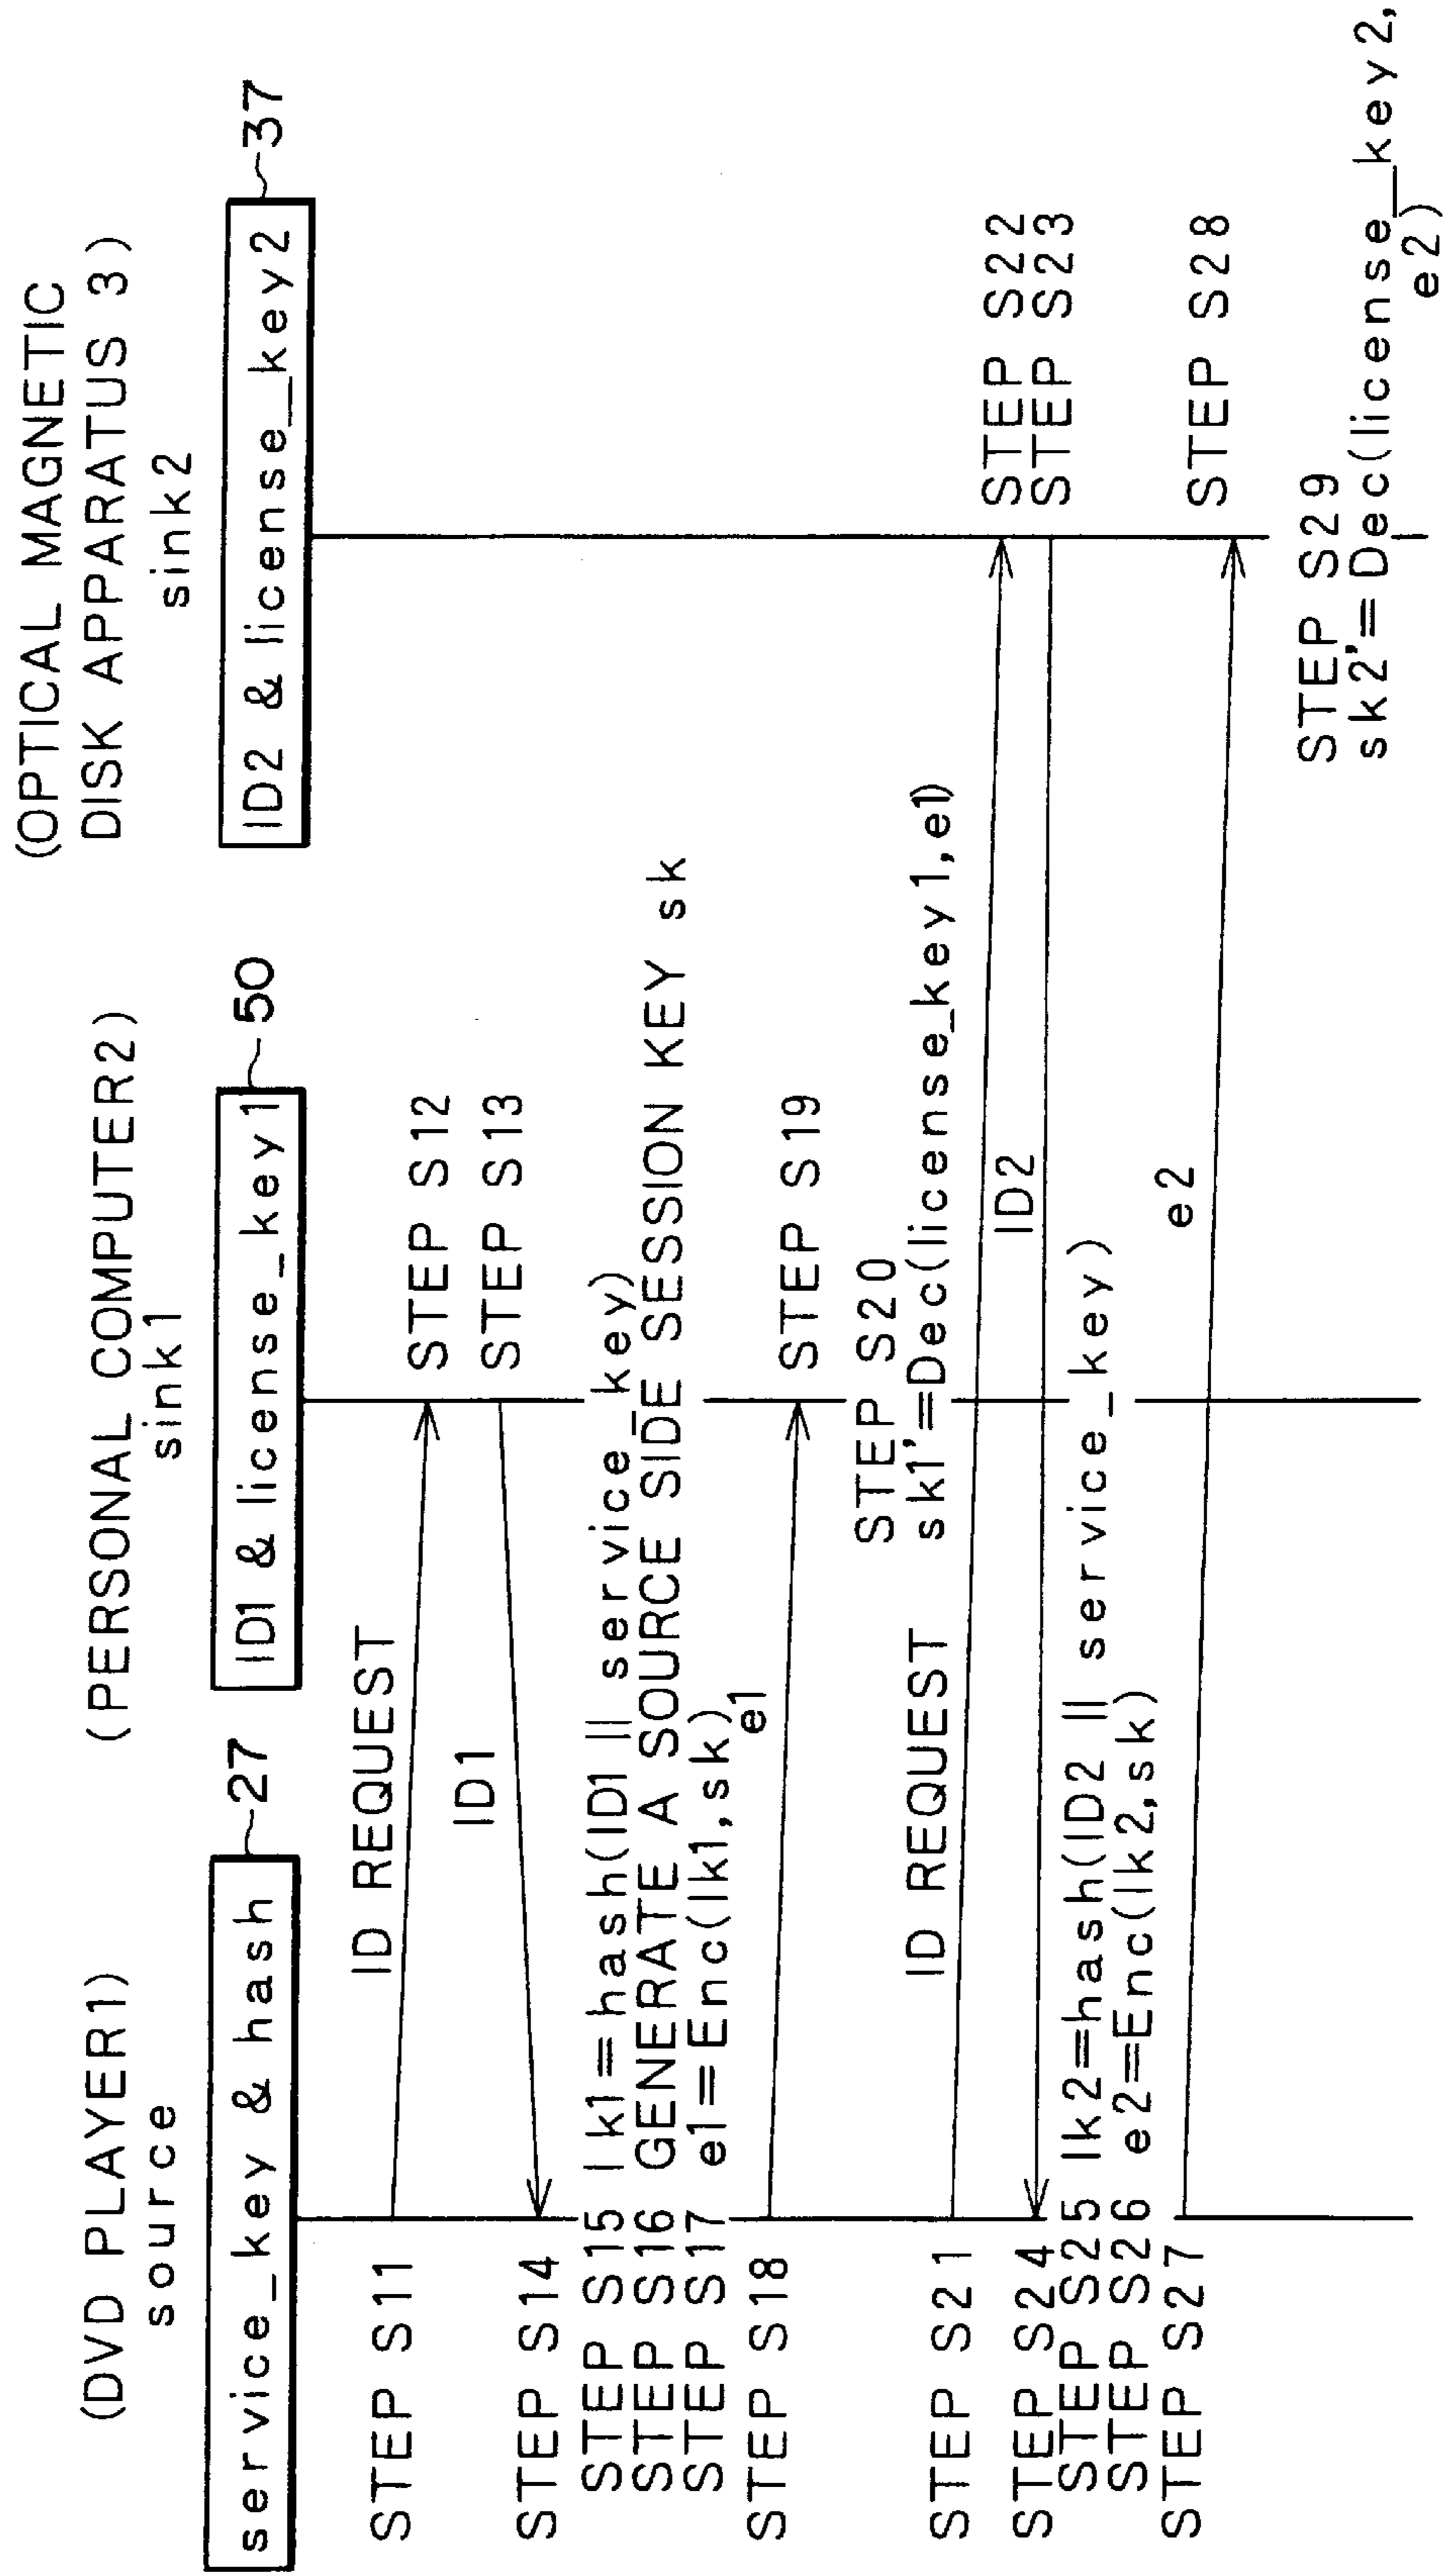 (DVD PLAYER1)
source
service_key & hash
27
(PERSONAL COMPUTER2)
sink1
ID1 & license_key1
50
(OPTICAL MAGNETIC
DISK APPARATUS 3)
sink2
ID2 & license_key2
37
STEP S11
ID REQUEST
STEP S12
ID1
STEP S13
STEP S14
STEP S15 lk1=hash(ID1 || service_key)
STEP S16 GENERATE A SOURCE SIDE SESSION KEY sk
STEP S17 e1=Enc(lk1,sk)
STEP S18
e1
STEP S19
STEP S20
sk1'=Dec(license_key1,e1)
STEP S21
ID REQUEST
STEP S22
ID2
STEP S23
STEP S24
STEP S25 lk2=hash(ID2 || service_key)
STEP S26 e2=Enc(lk2,sk)
STEP S27
e2
STEP S28
STEP S29
sk2'=Dec(license_key2,
e2)